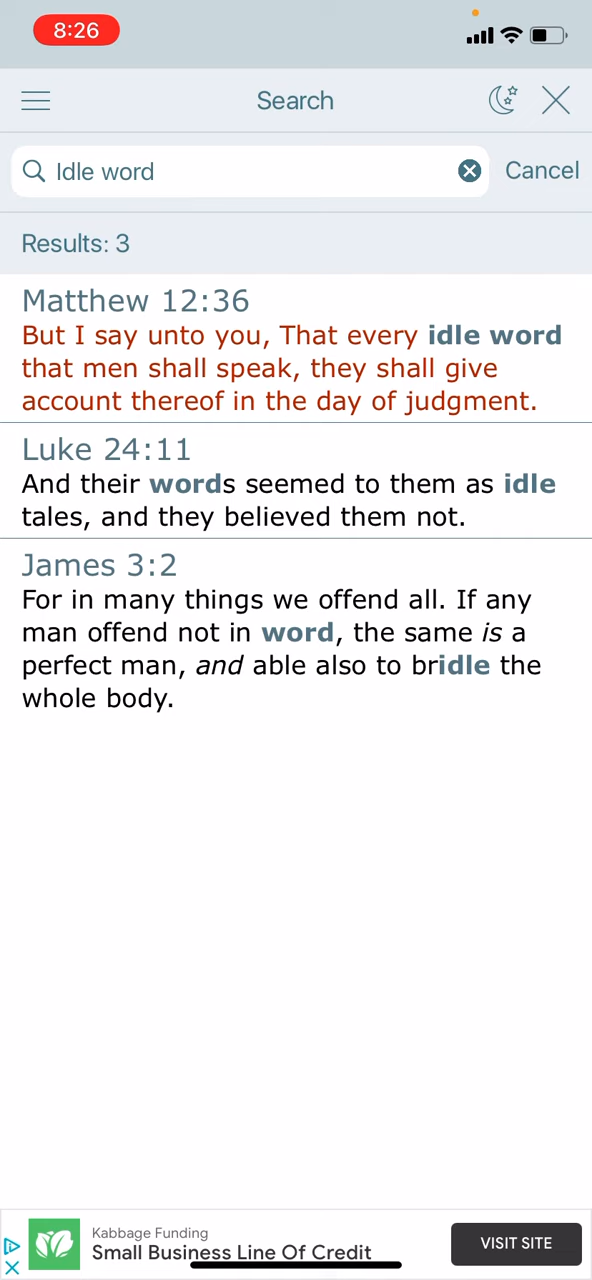 8:26
Search
Idle word
Cancel
Results: 3
Matthew 12:36
But I say unto you, That every idle word
that men shall speak, they shall give
account thereof in the day of judgment.
Luke 24:11
And their words seemed to them as idle
tales, and they believed them not.
James 3:2
For in many things we offend all. If any
man offend not in word, the same is a
perfect man, and able also to bridle the
whole body.
Kabbage Funding
Small Business Line Of Credit
VISIT SITE